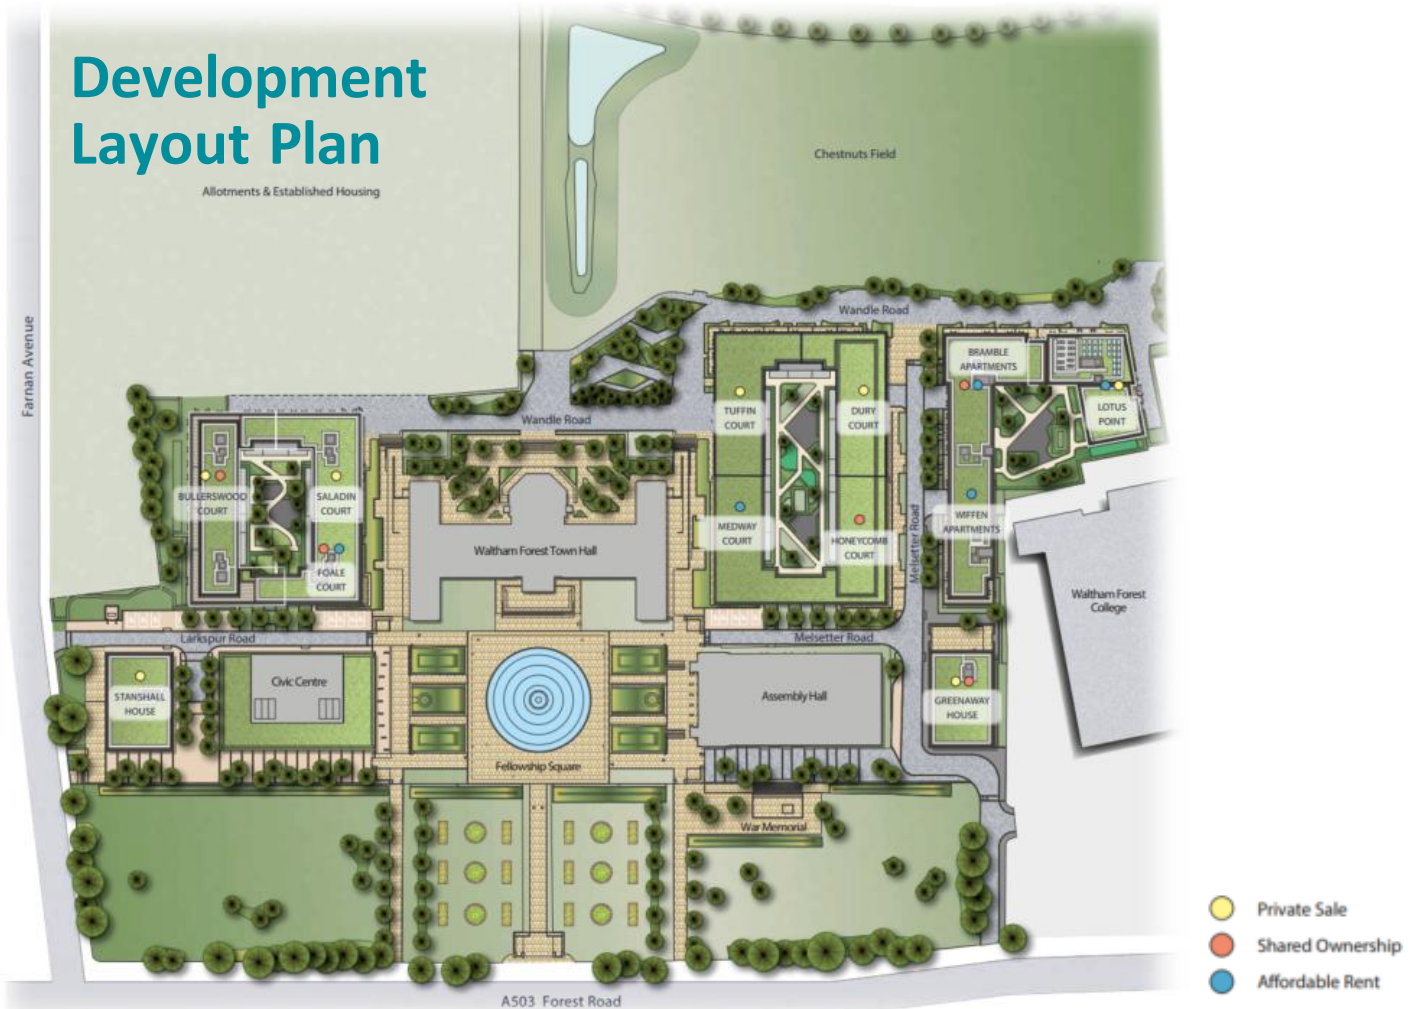 Development
Layout Plan
Allotments & Established Housing
Chestnuts Field
Farnan Avenue
Wandle Road
Wandle Road
BRAMBLE
APARTMENTS
LOTUS
POINT
TUFFIN
COURT
DURY
COURT
BULLERSWOOD
COURT
SALADIN
COURT
FOALE
COURT
Waltham Forest Town Hall
MEDWAY
COURT
HONEYCOMB
COURT
Melsetter Road
WIFFEN
APARTMENTS
Waltham Forest
College
Larkspur Road
Melsetter Road
STANSHALL
HOUSE
Civic Centre
Assembly Hall
GREENAWAY
HOUSE
Fellowship Square
War Memorial
Private Sale
Shared Ownership
Affordable Rent
A503 Forest Road